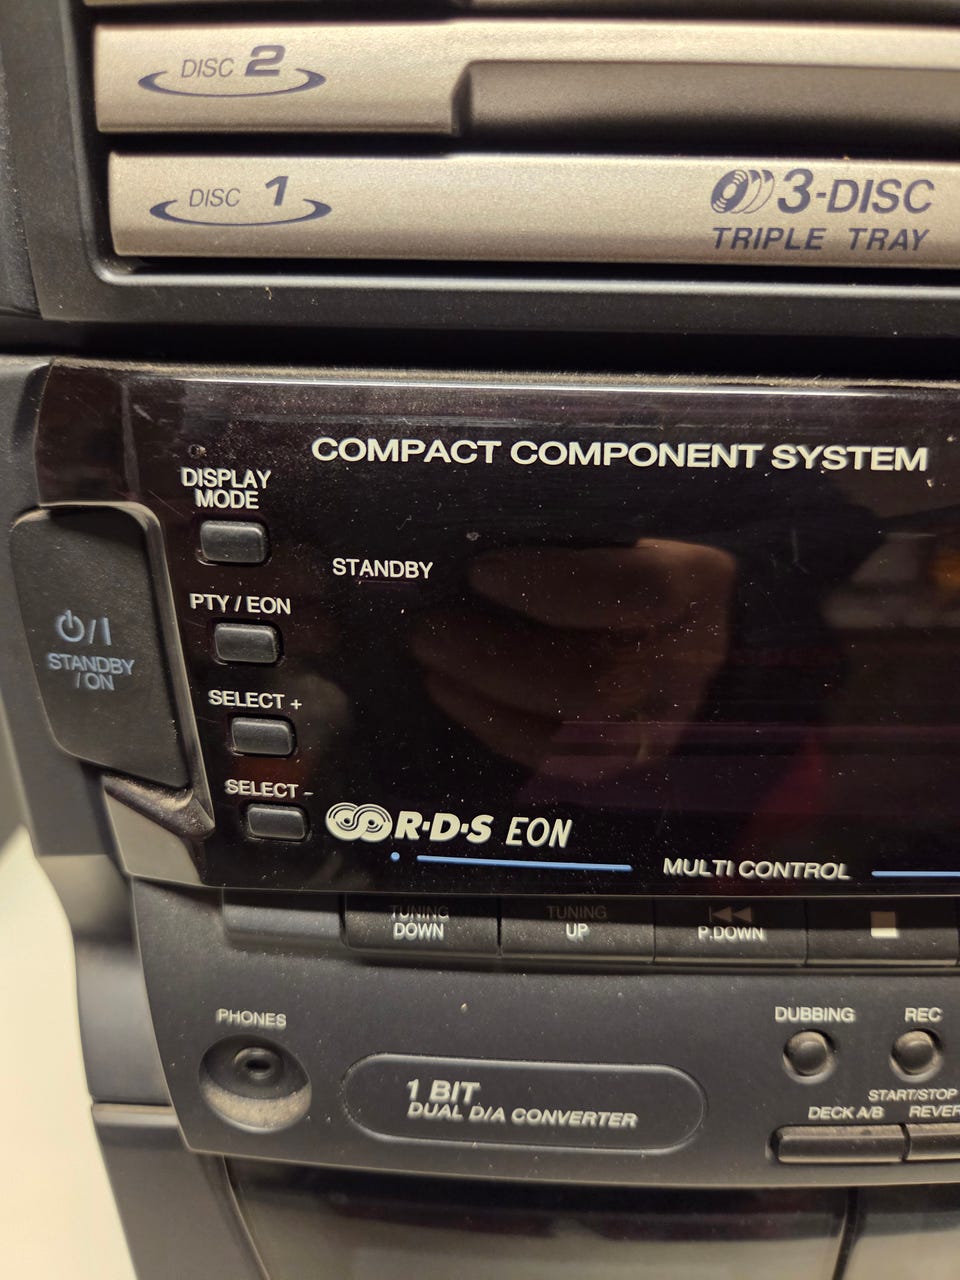 DISC 2
DISC 1
3-DISC
TRIPLE TRAY
COMPACT COMPONENT SYSTEM
DISPLAY
MODE
STANDBY
PTY / EON
/I
STANDBY
/ON
SELECT +
SELECT -
R·D·S EON
MULTI CONTROL
TUNING
DOWN
TUNING
UP
P.DOWN
PHONES
DUBBING
REC
START/STOP
1 BIT
DUAL D/A CONVERTER
DECK A/B